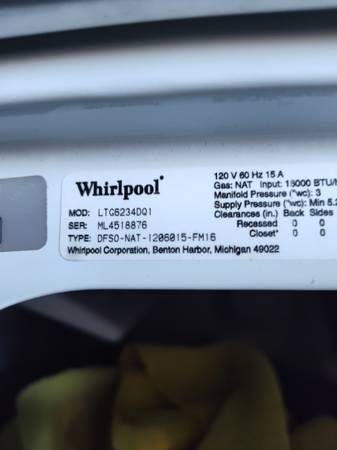 Whirlpool
MOD: LTG6234DQ1
SER: ML4518876
TYPE: DFSO-NAT-1206015-FM16
Whirlpool Corporation, Benton Harbor, Michigan 49022
120 V 60 Hz 15 A
Gas: NAT Input: 18000 BTU/
Manifold Pressure ("wc): 3
Supply Pressure ("wc): Min 5.
Clearances (in.) Back Sides
Recessed 0 0
Closet* 0 0